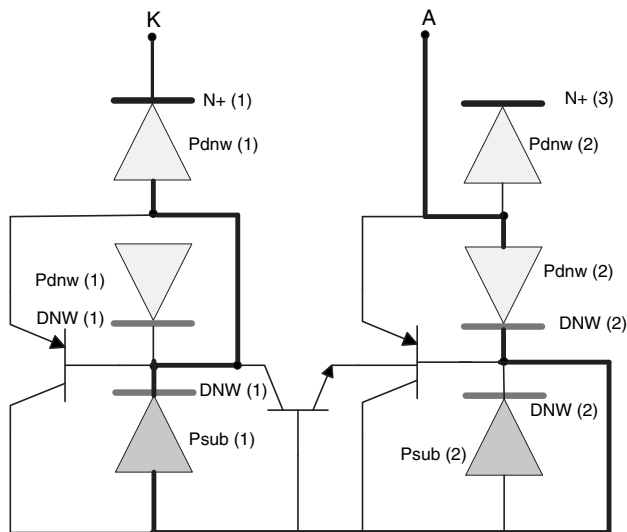 K
A
N+ (1)
N+ (3)
Pdnw (1)
Pdnw (2)
Pdnw (1)
Pdnw (2)
DNW (1)
DNW (2)
DNW (1)
DNW (2)
Psub (1)
Psub (2)